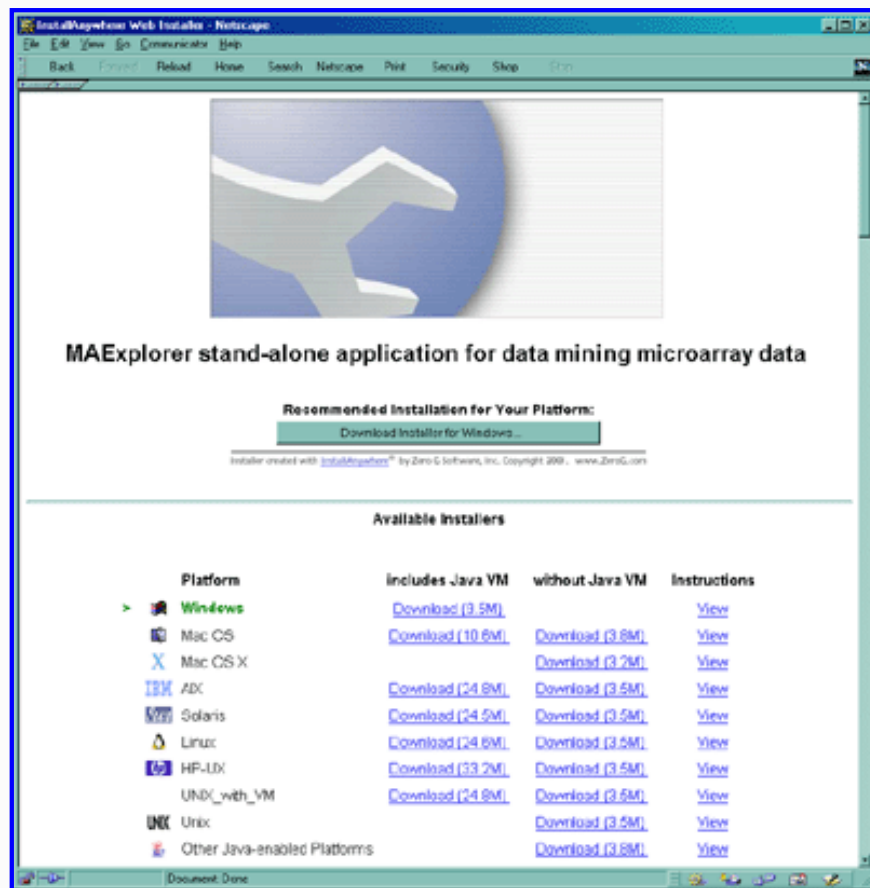 InstallAnywhere Web Installer - Netscape
File Edit View Go Communicator Help
Back Forward Reload Home Search Netscape Print Security Shop Stop
MAExplorer stand-alone application for data mining microarray data
Recommended Installation for Your Platform:
Download Installer for Windows...
Installer created with InstallAnywhere® by Zero G Software, Inc. Copyright www.ZeroG.com
Available Installers
Platform includes Java VM without Java VM Instructions
Windows Download (3.5M) View
Mac OS Download (10.6M) Download (3.8M) View
Mac OS X Download (3.2M) View
IBM AIX Download (24.8M) Download (3.5M) View
Solaris Download (24.5M) Download (3.5M) View
Linux Download (24.6M) Download (3.5M) View
hp HP-UX Download (33.2M) Download (3.5M) View
UNIX_with_VM Download (24.8M) Download (3.5M) View
UNIX Unix Download (3.5M) View
Other Java-enabled Platforms Download (3.8M) View
Document: Done